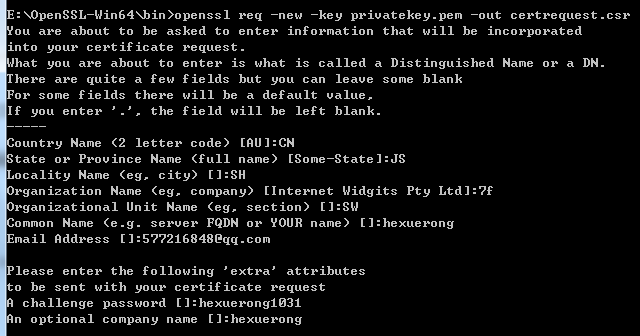 E:\OpenSSL-Win64\bin>openssl req -new -key privatekey.pem -out certrequest.csr
You are about to be asked to enter information that will be incorporated
into your certificate request.
What you are about to enter is what is called a Distinguished Name or a DN.
There are quite a few fields but you can leave some blank
For some fields there will be a default value,
If you enter '.', the field will be left blank.
-----
Country Name (2 letter code) [AU]:CN
State or Province Name (full name) [Some-State]:JS
Locality Name (eg, city) []:SH
Organization Name (eg, company) [Internet Widgits Pty Ltd]:7f
Organizational Unit Name (eg, section) []:SW
Common Name (e.g. server FQDN or YOUR name) []:hexuerong
Email Address []:577216848@qq.com

Please enter the following 'extra' attributes
to be sent with your certificate request
A challenge password []:hexuerong1031
An optional company name []:hexuerong